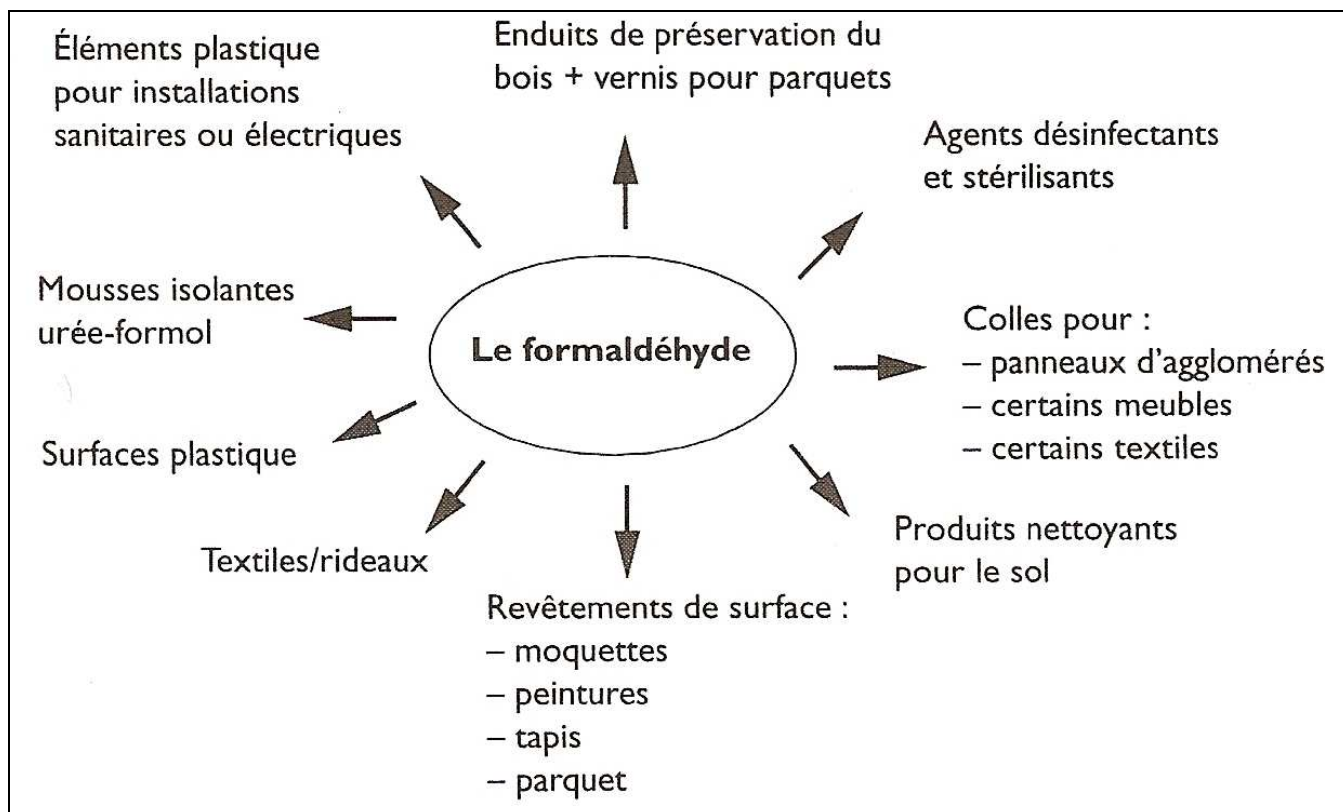 Éléments plastique
pour installations
sanitaires ou électriques
Enduits de préservation du
bois + vernis pour parquets
Agents désinfectants
et stérilisants
Mousses isolantes
urée-formol
Le formaldéhyde
Colles pour :
– panneaux d'agglomérés
– certains meubles
– certains textiles
Surfaces plastique
Textiles/rideaux
Produits nettoyants
pour le sol
Revêtements de surface :
– moquettes
– peintures
– tapis
– parquet